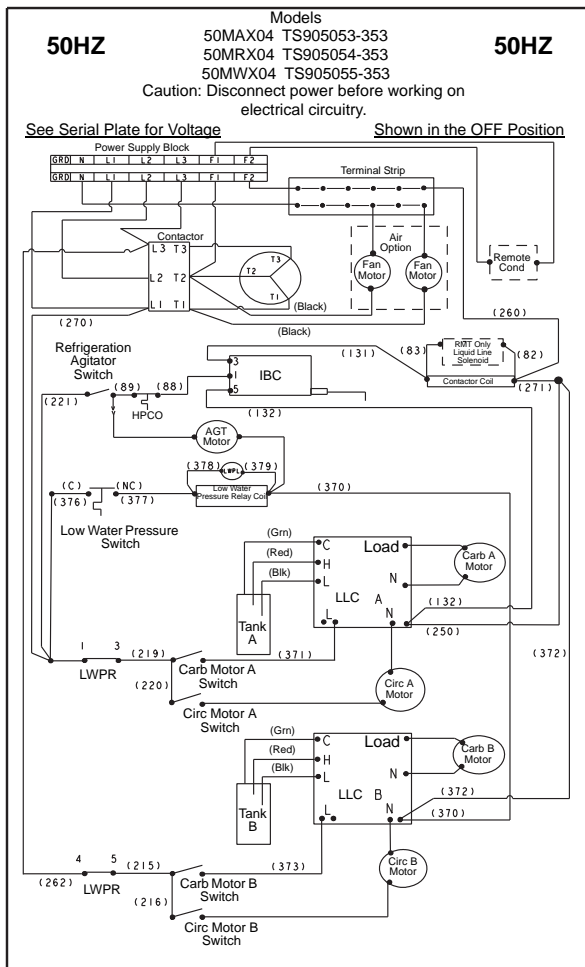 Models
50HZ 50MAX04 TS905053-353 50HZ
50MRX04 TS905054-353
50MWX04 TS905055-353
Caution: Disconnect power before working on
electrical circuitry.
See Serial Plate for Voltage Shown in the OFF Position
Power Supply Block
GRD N L1 L2 L3 F1 F2
GRD N L1 L2 L3 F1 F2
Terminal Strip
Contactor
L3 T3
L2 T2
L1 T1
T3
T2
T1
Air
Option
Fan
Motor
Fan
Motor
Remote
Cond
(Black)
(Black)
(270)
(260)
Refrigeration
Agitator
Switch
(131)
(83)
RMT Only
Liquid Line
Solenoid
(82)
Contactor Coil
(271)
3
1
5
IBC
(221)
(89)
(88)
HPCO
(132)
AGT
Motor
(378)
LWPL
(379)
Low Water
Pressure Relay Coil
(370)
(C)
(376)
(NC)
(377)
Low Water Pressure
Switch
(Grn)
(Red)
(Blk)
C
H
L
Load
N
LLC A
L
N
Carb A
Motor
Tank
A
(132)
(250)
(372)
1 3
LWPR
(219)
(371)
Carb Motor A
Switch
(220)
Circ A
Motor
Circ Motor A
Switch
(Grn)
(Red)
(Blk)
C
H
L
Load
N
LLC B
L
N
Carb B
Motor
Tank
B
(372)
(370)
4 5
(262)
LWPR
(215)
(373)
Carb Motor B
Switch
(216)
Circ B
Motor
Circ Motor B
Switch